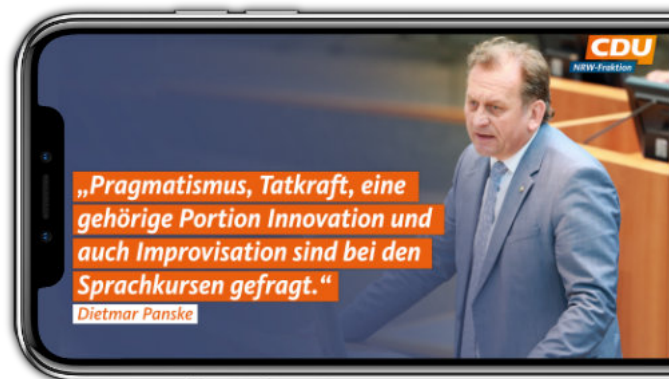 CDU
NRW-Fraktion
„Pragmatismus, Tatkraft, eine
gehörige Portion Innovation und
auch Improvisation sind bei den
Sprachkursen gefragt.“
Dietmar Panske